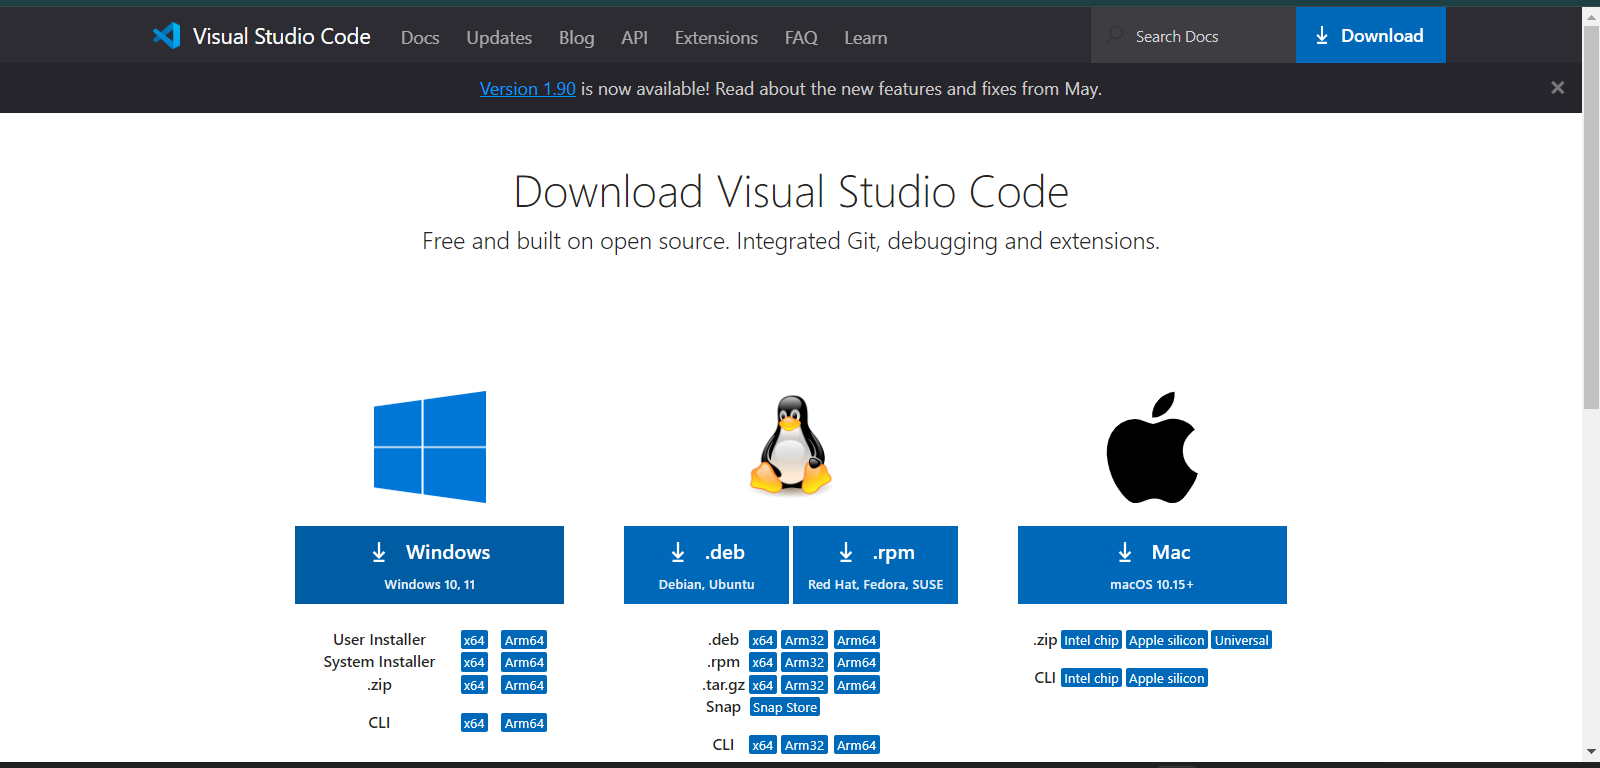 Visual Studio Code Docs Updates Blog API Extensions FAQ Learn Search Docs Download
Version 1.90 is now available! Read about the new features and fixes from May.
Download Visual Studio Code
Free and built on open source. Integrated Git, debugging and extensions.
Windows
Windows 10, 11
User Installer x64 Arm64
System Installer x64 Arm64
.zip x64 Arm64
CLI x64 Arm64
.deb
Debian, Ubuntu
.rpm
Red Hat, Fedora, SUSE
.deb x64 Arm32 Arm64
.rpm x64 Arm32 Arm64
.tar.gz x64 Arm32 Arm64
Snap Snap Store
CLI x64 Arm32 Arm64
Mac
macOS 10.15+
.zip Intel chip Apple silicon Universal
CLI Intel chip Apple silicon